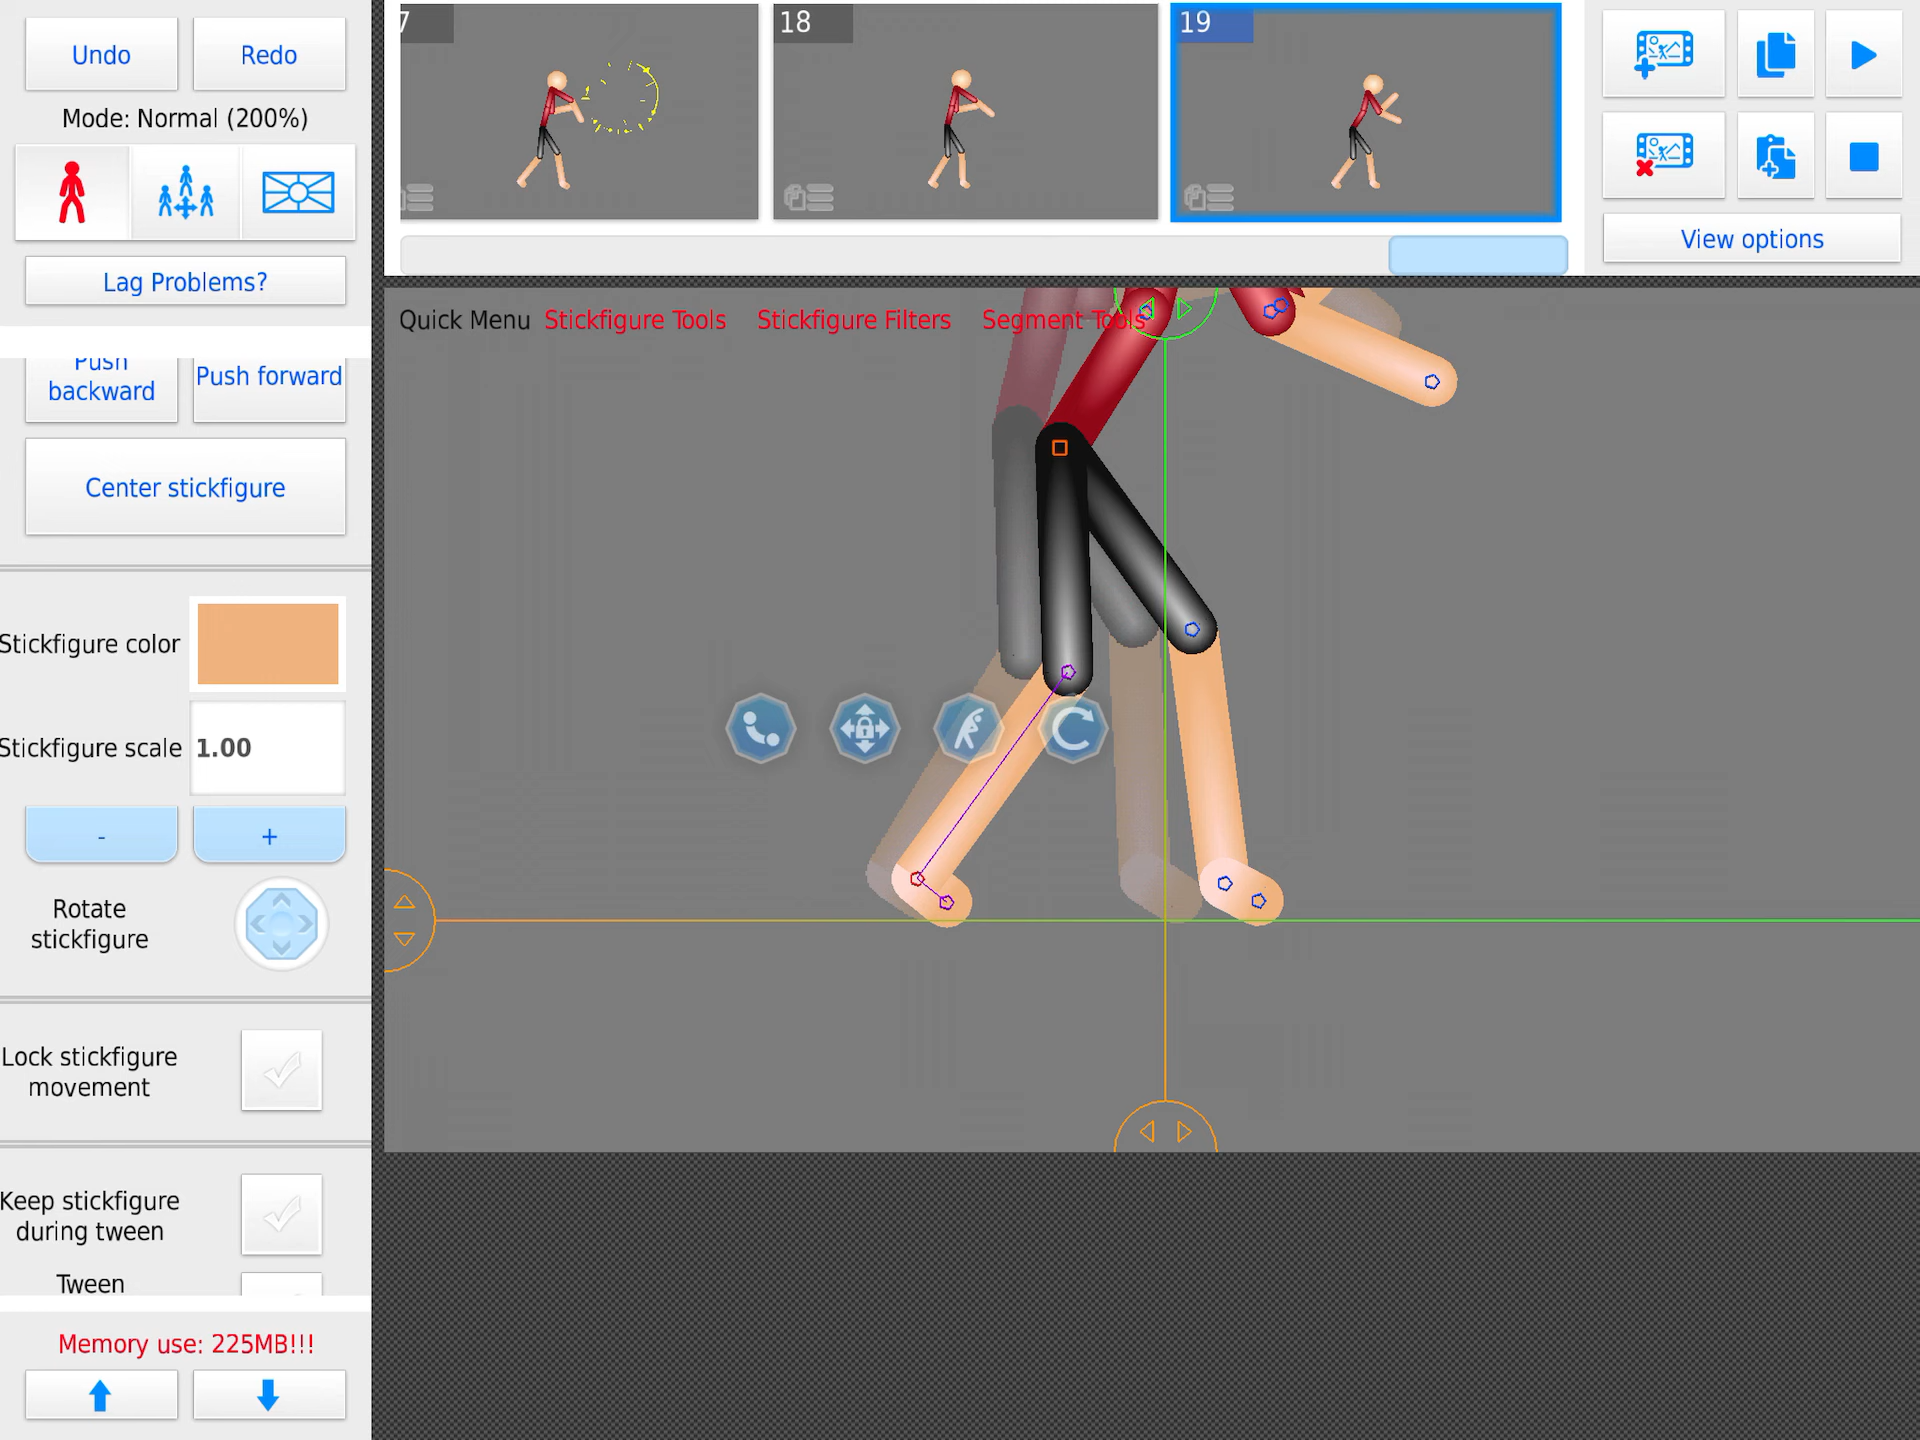 Undo
Redo
Mode: Normal (200%)
Lag Problems?
Push backward
Push forward
Center stickfigure
Stickfigure color
Stickfigure scale
1.00
-
+
Rotate stickfigure
Lock stickfigure movement
Keep stickfigure during tween
Tween
Memory use: 225MB!!!
7
18
19
View options
Quick Menu
Stickfigure Tools
Stickfigure Filters
Segment Tools